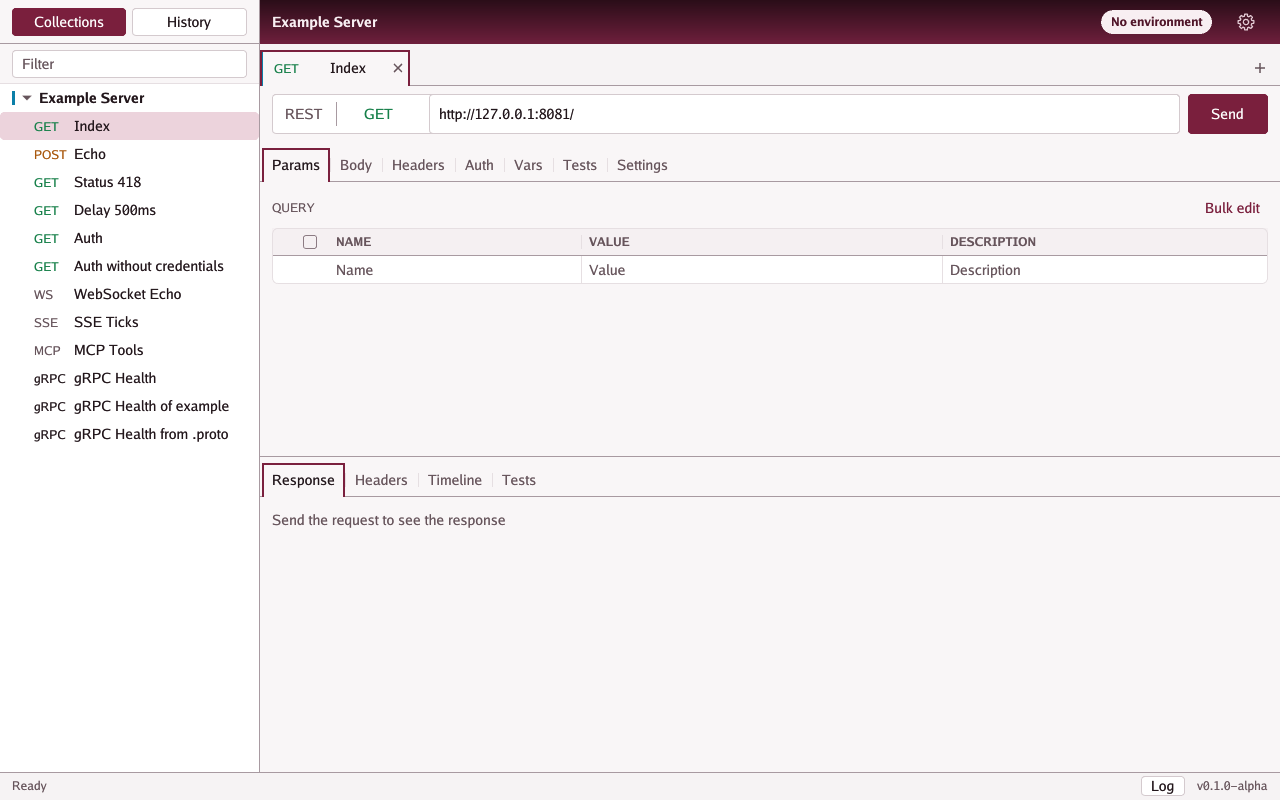 Collections
History
Example Server
No environment
Filter
GET Index
Example Server
GET Index
POST Echo
GET Status 418
GET Delay 500ms
GET Auth
GET Auth without credentials
WS WebSocket Echo
SSE SSE Ticks
MCP MCP Tools
gRPC gRPC Health
gRPC gRPC Health of example
gRPC gRPC Health from .proto
REST GET http://127.0.0.1:8081/ Send
Params Body Headers Auth Vars Tests Settings
QUERY Bulk edit
NAME VALUE DESCRIPTION
Name Value Description
Response Headers Timeline Tests
Send the request to see the response
Ready Log v0.1.0-alpha